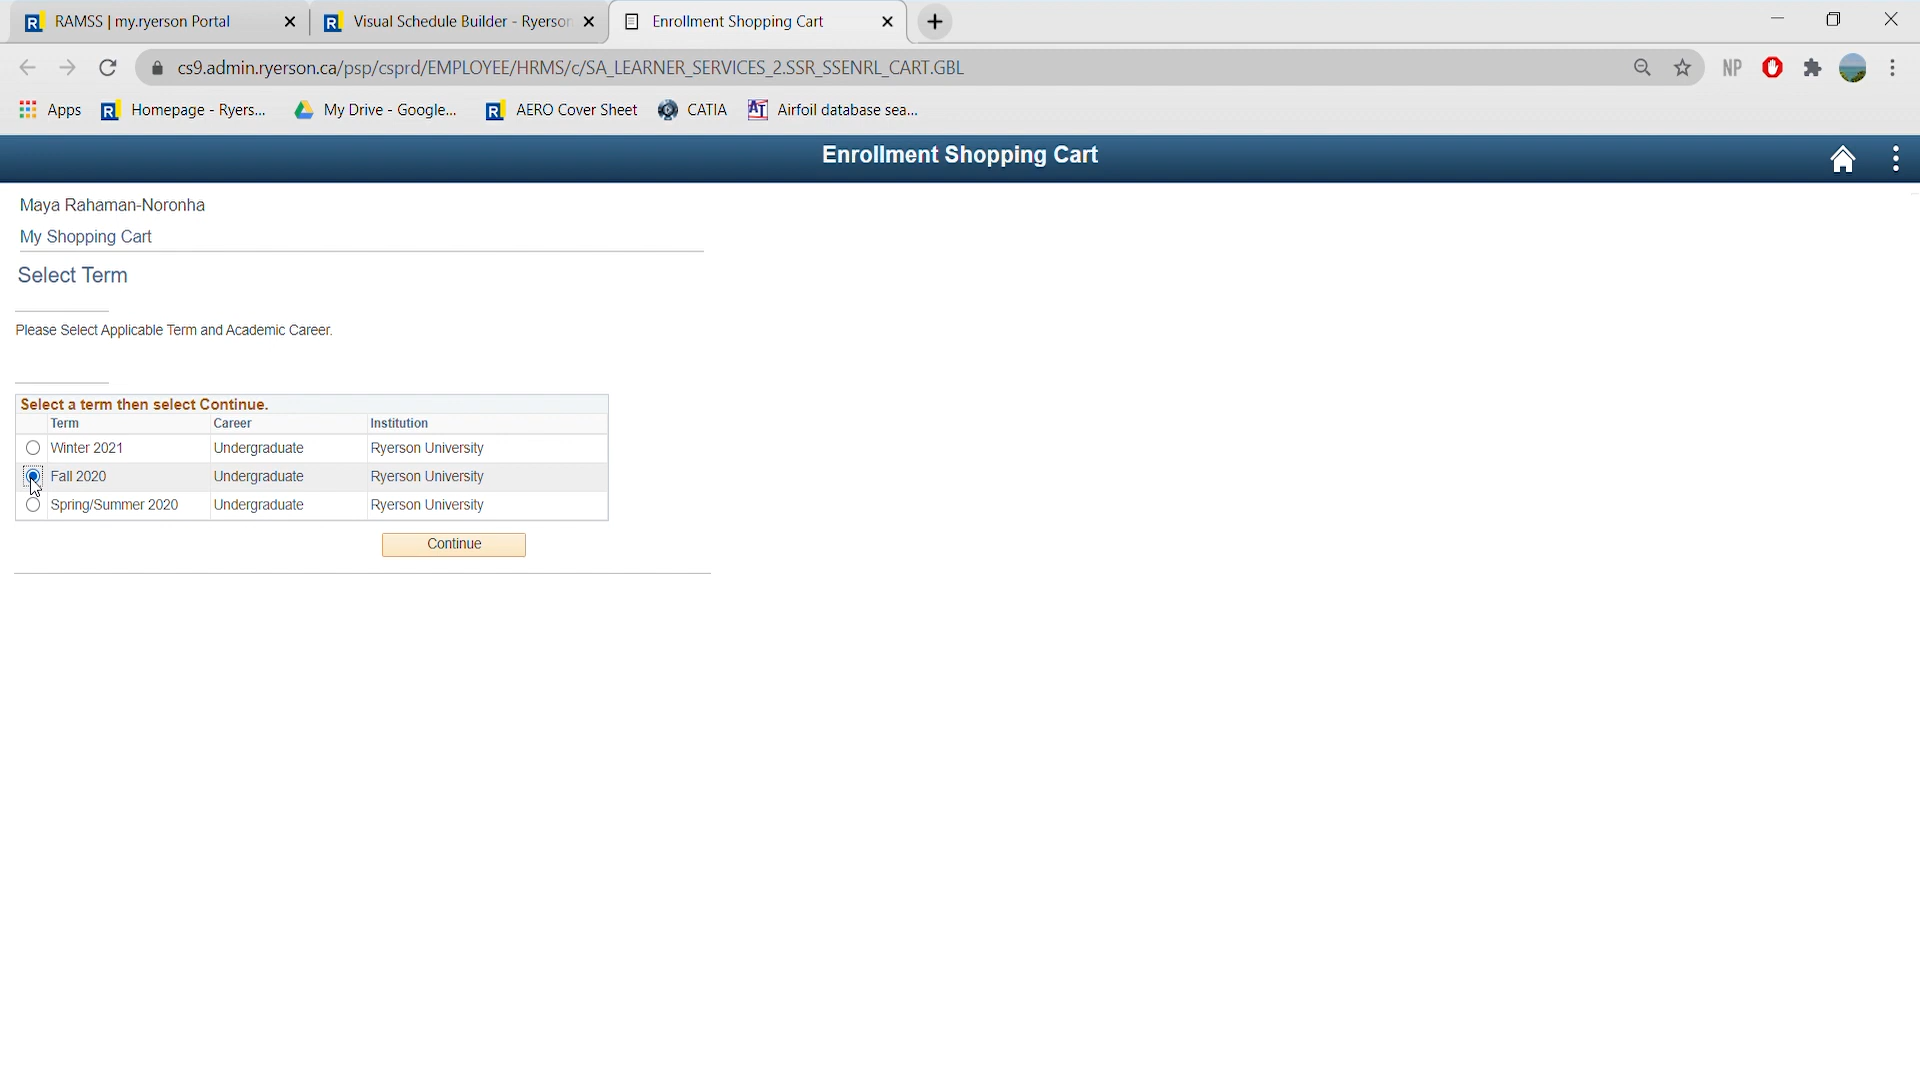 RAMSS | my.ryerson Portal
Visual Schedule Builder - Ryerson
Enrollment Shopping Cart
cs9.admin.ryerson.ca/psp/csprd/EMPLOYEE/HRMS/c/SA_LEARNER_SERVICES_2.SSR_SSENRL_CART.GBL
NP
Apps
R Homepage - Ryers...
My Drive - Google...
R AERO Cover Sheet
CATIA
AT Airfoil database sea...
Enrollment Shopping Cart
Maya Rahaman-Noronha
My Shopping Cart
Select Term
Please Select Applicable Term and Academic Career.
Select a term then select Continue.
Term Career Institution
Winter 2021 Undergraduate Ryerson University
Fall 2020 Undergraduate Ryerson University
Spring/Summer 2020 Undergraduate Ryerson University
Continue